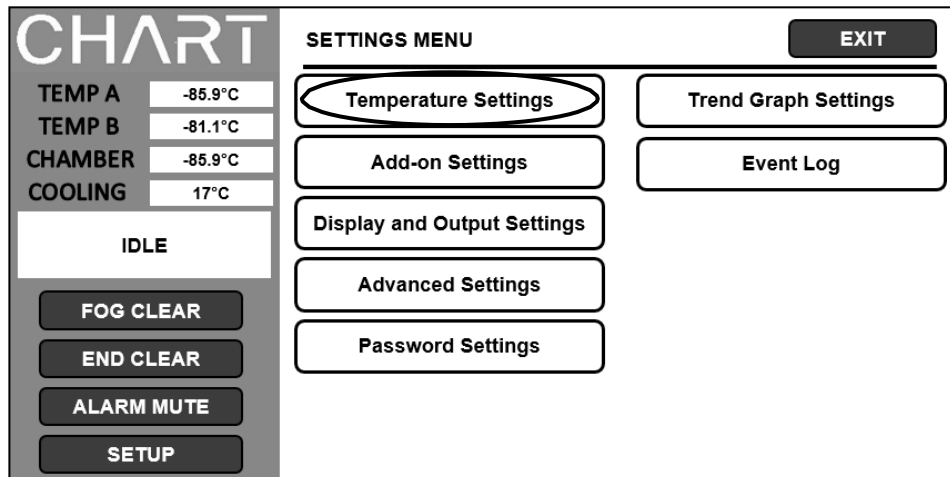 CHART
TEMP A -85.9°C
TEMP B -81.1°C
CHAMBER -85.9°C
COOLING 17°C
IDLE
FOG CLEAR
END CLEAR
ALARM MUTE
SETUP
SETTINGS MENU EXIT
Temperature Settings Trend Graph Settings
Add-on Settings Event Log
Display and Output Settings
Advanced Settings
Password Settings